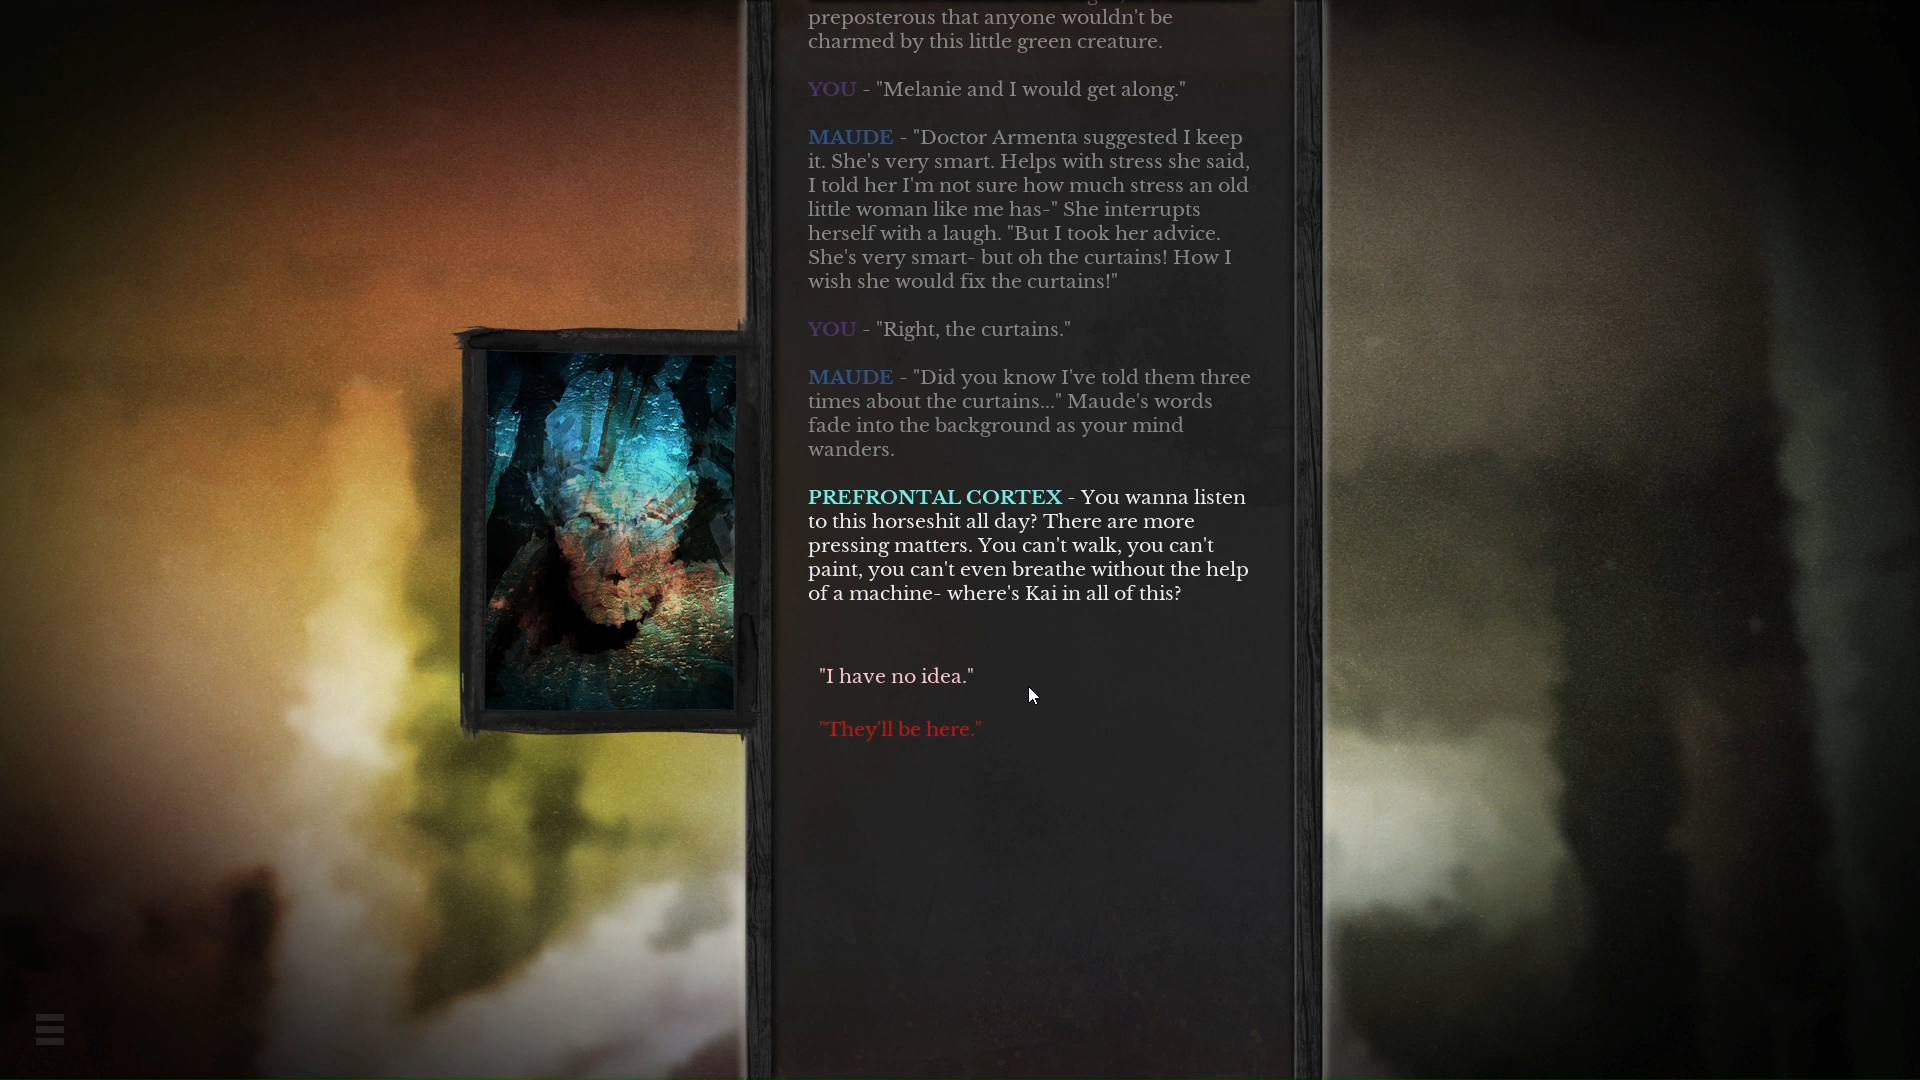 preposterous that anyone wouldn't be
charmed by this little green creature.
YOU - "Melanie and I would get along."
MAUDE - "Doctor Armenta suggested I keep
it. She's very smart. Helps with stress she said,
I told her I'm not sure how much stress an old
little woman like me has-" She interrupts
herself with a laugh. "But I took her advice.
She's very smart- but oh the curtains! How I
wish she would fix the curtains!"
YOU - "Right, the curtains."
MAUDE - "Did you know I've told them three
times about the curtains..." Maude's words
fade into the background as your mind
wanders.
PREFRONTAL CORTEX - You wanna listen
to this horseshit all day? There are more
pressing matters. You can't walk, you can't
paint, you can't even breathe without the help
of a machine- where's Kai in all of this?
"I have no idea."
"They'll be here."